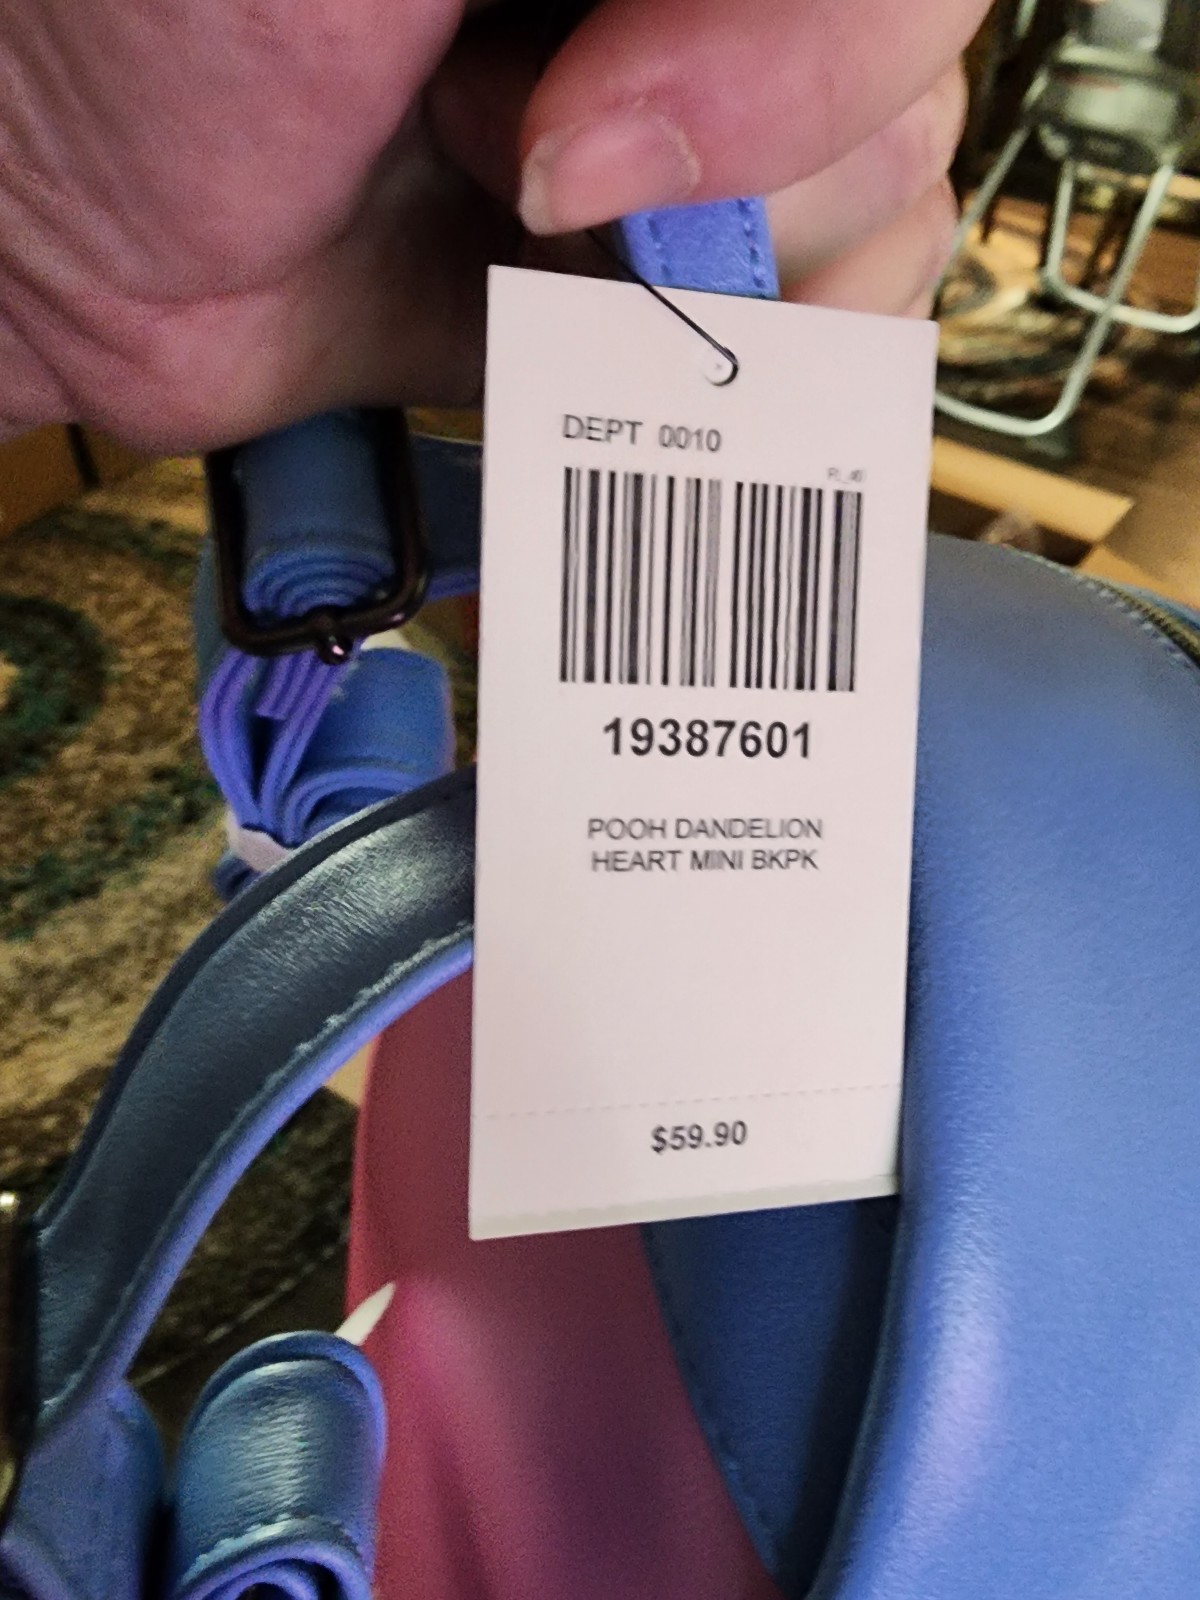 DEPT 0010
19387601
POOH DANDELION
HEART MINI BKPK
$59.90